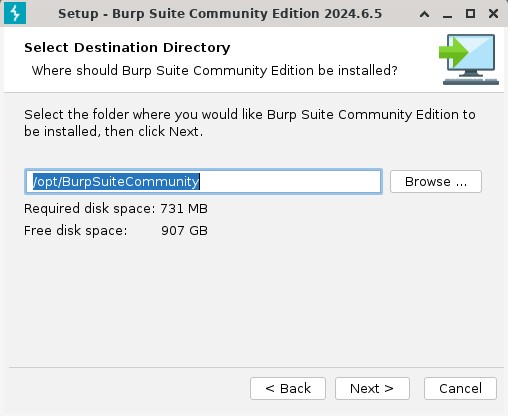 Setup - Burp Suite Community Edition 2024.6.5
Select Destination Directory
Where should Burp Suite Community Edition be installed?
Select the folder where you would like Burp Suite Community Edition to
be installed, then click Next.
/opt/BurpSuiteCommunity
Browse ...
Required disk space: 731 MB
Free disk space: 907 GB
< Back
Next >
Cancel